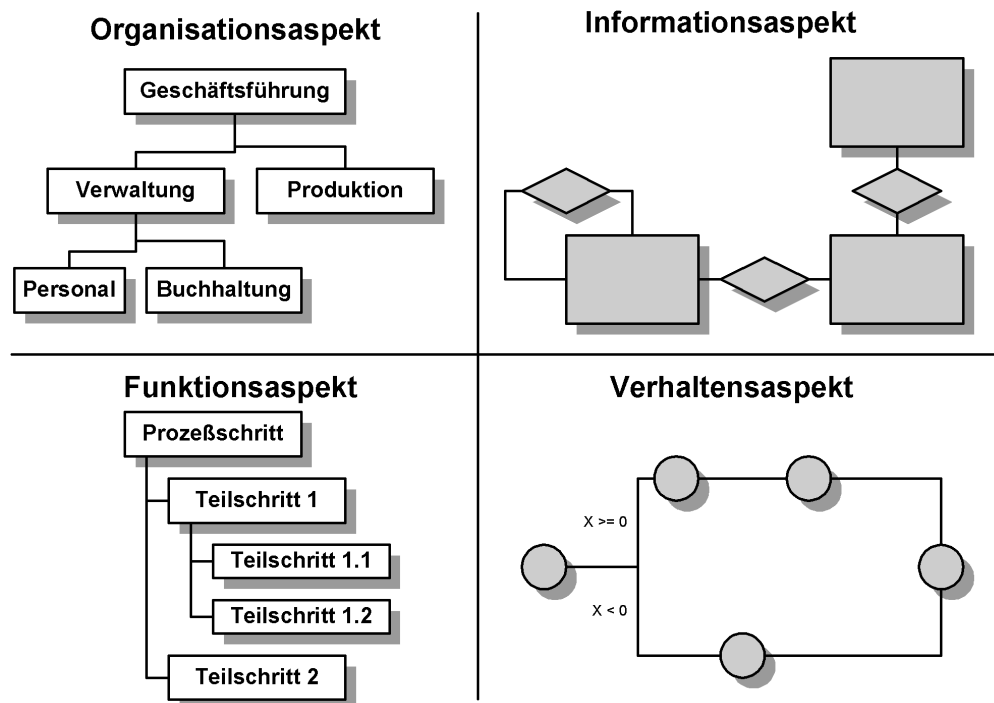 Organisationsaspekt
Geschäftsführung
Verwaltung
Produktion
Personal
Buchhaltung
Informationsaspekt
Funktionsaspekt
Prozeßschritt
Teilschritt 1
Teilschritt 1.1
Teilschritt 1.2
Teilschritt 2
Verhaltensaspekt
X >= 0
X < 0